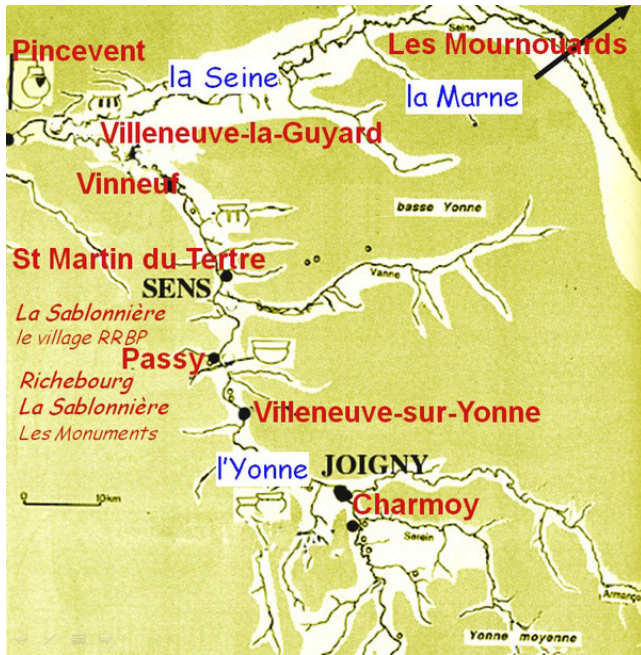 Seine
Pincevent
Les Mournouards
la Seine
la Marne
Villeneuve-la-Guyard
Vinneuf
basse Yonne
St Martin du Tertre
Vanne
SENS
La Sablonnière
le village RRBP
Passy
Richebourg
La Sablonnière
Les Monuments
Villeneuve-sur-Yonne
l'Yonne
JOIGNY
0 10km
Charmoy
Serein
Armanço
Yonne moyenne